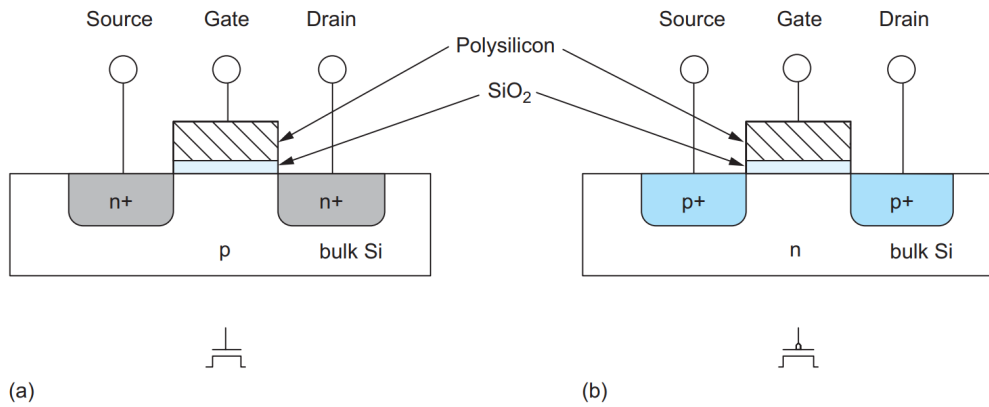 Source Gate Drain Source Gate Drain
Polysilicon
SiO2
n+ n+ p+ p+
p bulk Si n bulk Si
(a) (b)